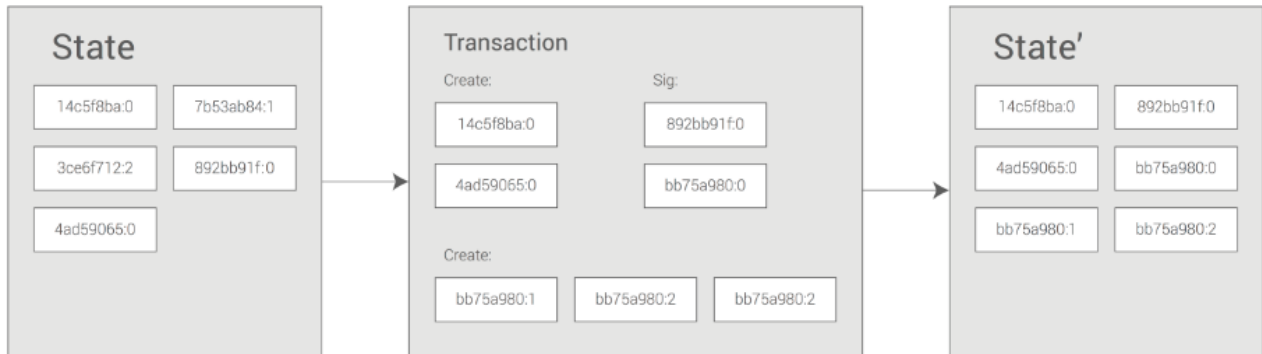 State
14c5f8ba:0 7b53ab84:1
3ce6f712:2 892bb91f:0
4ad59065:0
Transaction
Create: Sig:
14c5f8ba:0 892bb91f:0
4ad59065:0 bb75a980:0
Create:
bb75a980:1 bb75a980:2 bb75a980:2
State’
14c5f8ba:0 892bb91f:0
4ad59065:0 bb75a980:0
bb75a980:1 bb75a980:2